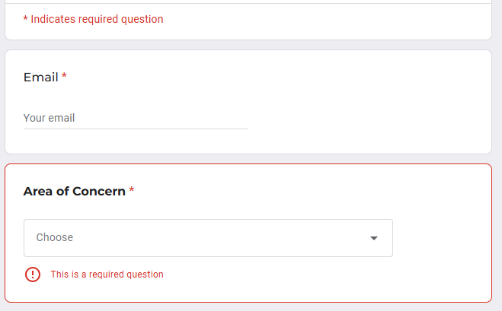 * Indicates required question
Email *
Your email
Area of Concern *
Choose
This is a required question